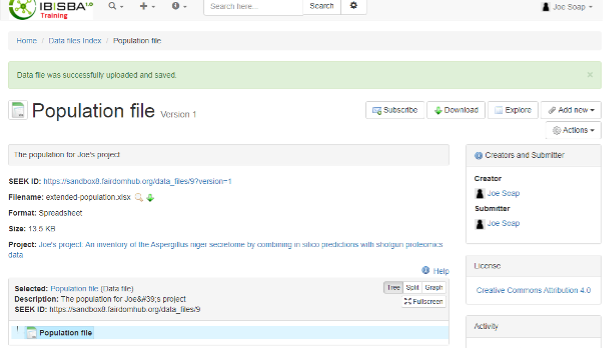 IBISBA 1.0
Training
Search here...
Search
Joe Soap
Home / Data files Index / Population file
Data file was successfully uploaded and saved.
×
Population file Version 1
Subscribe
Download
Explore
Add new
Actions
The population for Joe's project
SEEK ID: https://sandbox8.fairdomhub.org/data_files/9?version=1
Filename: extended-population.xlsx
Format: Spreadsheet
Size: 13.5 KB
Project: Joe's project: An inventory of the Aspergillus niger secretome by combining in silico predictions with shotgun proteomics
data
Help
Selected: Population file (Data file)
Description: The population for Joe&#39;s project
SEEK ID: https://sandbox8.fairdomhub.org/data_files/9
Tree
Split
Graph
Fullscreen
Population file
Creators and Submitter
Creator
Joe Soap
Submitter
Joe Soap
License
Creative Commons Attribution 4.0
Activity